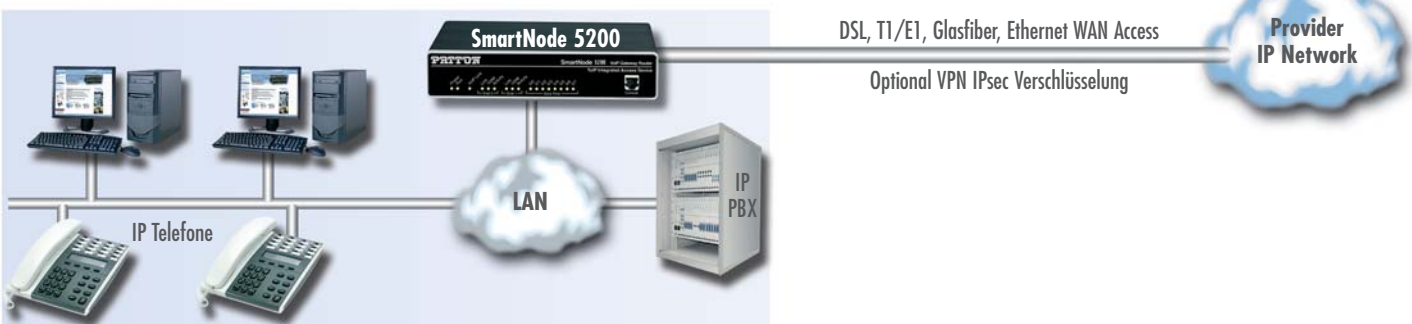 SmartNode 5200
PATTON
DSL, T1/E1, Glasfiber, Ethernet WAN Access
Optional VPN IPsec Verschlüsselung
Provider
IP Network
LAN
IP
PBX
IP Telefone